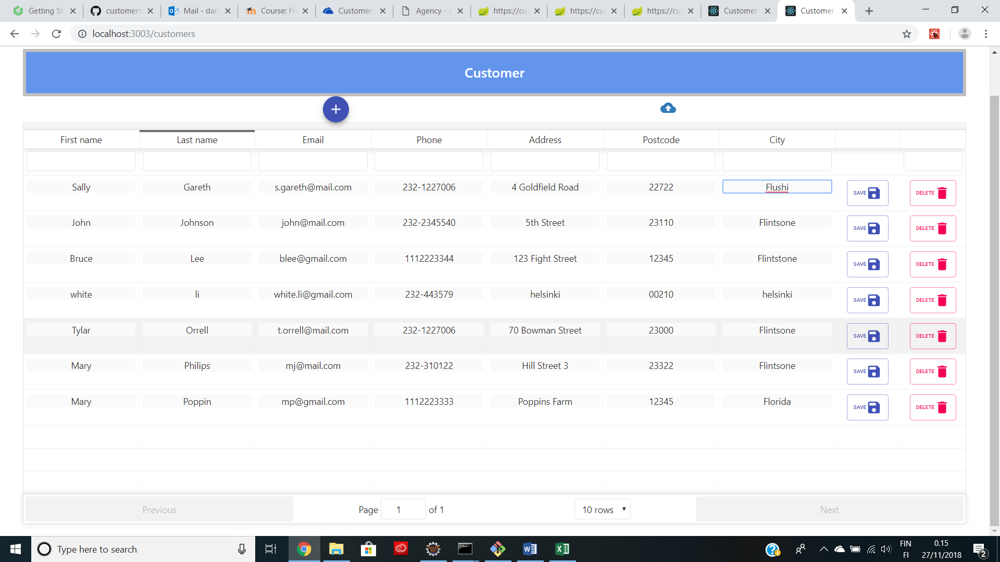 Getting St
customert
Mail - dan
Course: Fr
Customer
Agency - A
https://cus
https://cus
https://cus
Customer
Customer
localhost:3003/customers
Customer
First name Last name Email Phone Address Postcode City
Sally Gareth s.gareth@mail.com 232-1227006 4 Goldfield Road 22722 Flushi SAVE DELETE
John Johnson john@mail.com 232-2345540 5th Street 23110 Flintsone SAVE DELETE
Bruce Lee blee@gmail.com 1112223344 123 Fight Street 12345 Flintstone SAVE DELETE
white li white.li@gmail.com 232-443579 helsinki 00210 helsinki SAVE DELETE
Tylar Orrell t.orrell@mail.com 232-1227006 70 Bowman Street 23000 Flintsone SAVE DELETE
Mary Philips mj@mail.com 232-310122 Hill Street 3 23322 Flintsone SAVE DELETE
Mary Poppin mp@gmail.com 1112223333 Poppins Farm 12345 Florida SAVE DELETE
Previous Page 1 of 1 10 rows Next
Type here to search
FIN
FI
0.15
27/11/2018
2